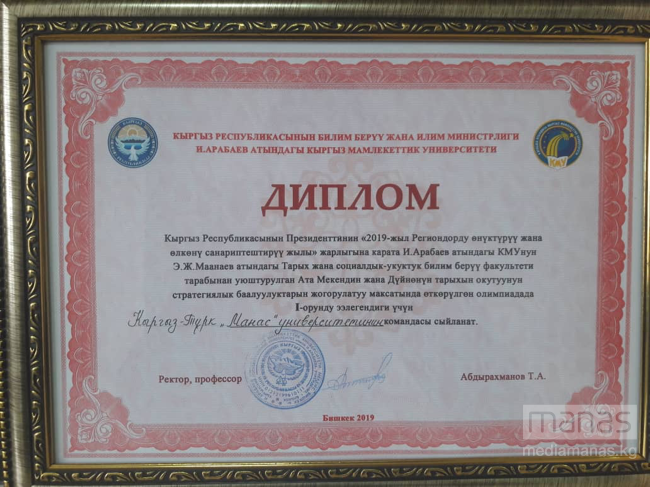 КЫРГЫЗ РЕСПУБЛИКАСЫНЫН БИЛИМ БЕРҮҮ ЖАНА ИЛИМ МИНИСТРЛИГИ
И.АРАБАЕВ АТЫНДАГЫ КЫРГЫЗ МАМЛЕКЕТТИК УНИВЕРСИТЕТИ
КМУ
ДИПЛОМ
Кыргыз Республикасынын Президенттинин «2019-жыл Региондорду өнүктүрүү жана
өлкөнү санариптештирүү жылы» жарлыгына карата И.Арабаев атындагы КМУнун
Э.Ж.Маанаев атындагы Тарых жана социалдык-укуктук билим берүү факультети
тарабынан уюштурулган Ата Мекендин жана Дүйнөнүн тарыхын окутуунун
стратегиялык баалуулуктарын жогорулатуу максатында өткөрүлгөн олимпиадада
I-орунду ээлегендиги үчүн
Кыргыз-Түрк „Манас" университетинин командасы сыйланат.
Ректор, профессор
Абдырахманов Т.А.
Бишкек 2019
manas
mediamanas.kg